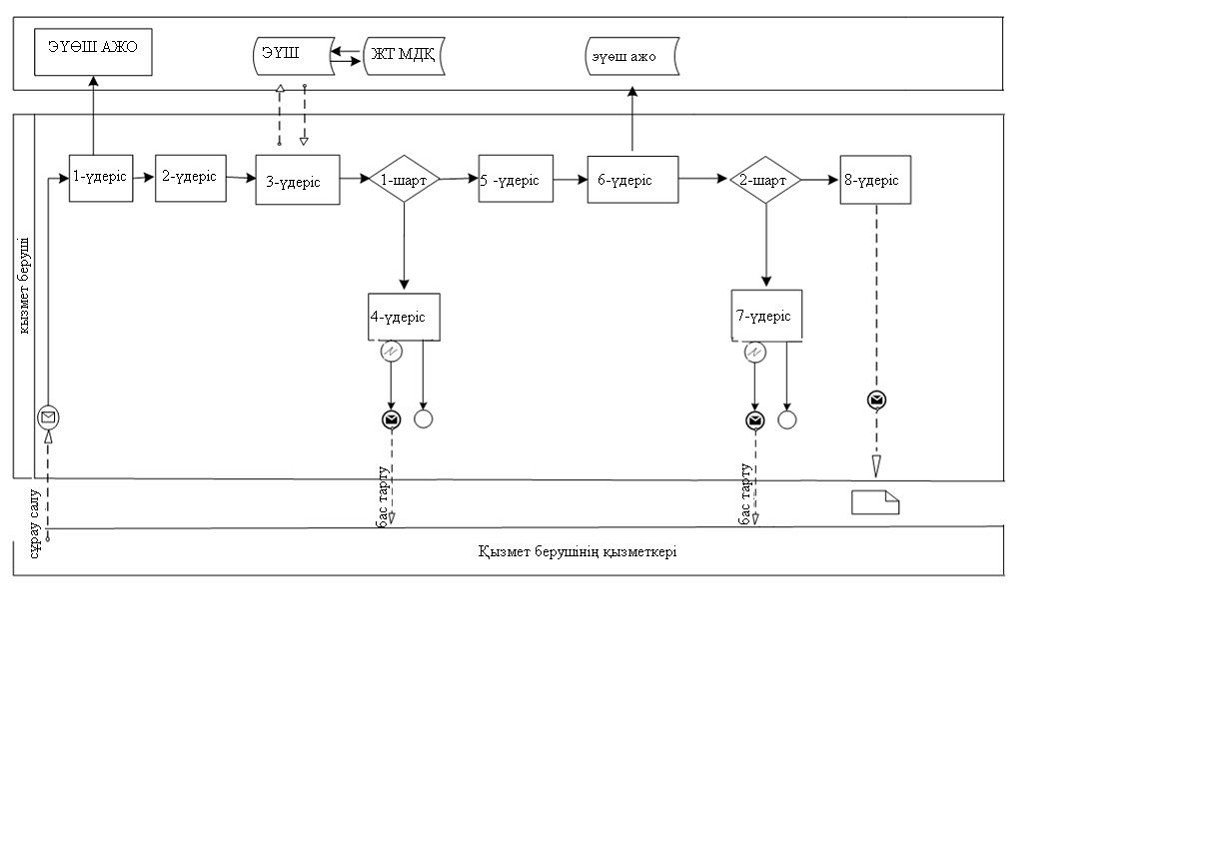 ЭҮӨШ АЖО
ЭҮШ
ЖТ МДҚ
эүөш ажо
1-үдеріс
2-үдеріс
3-үдеріс
1-шарт
5 -үдеріс
6-үдеріс
2-шарт
8-үдеріс
қызмет беруші
4-үдеріс
7-үдеріс
сұрау салу
бас тарту
бас тарту
Қызмет берушінің қызметкері